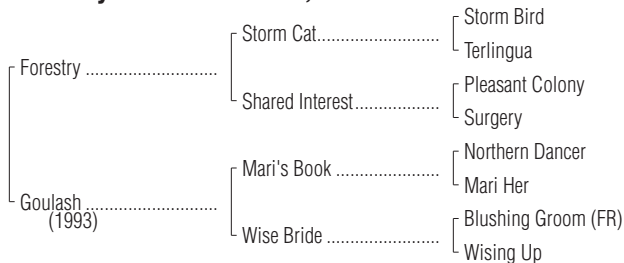 Storm Bird
Storm Cat........................................
Terlingua
Forestry ...........................................
Pleasant Colony
Shared Interest...........................
Surgery
Northern Dancer
Mari's Book .................................
Mari Her
Goulash ...........................................
(1993)
Blushing Groom (FR)
Wise Bride ...................................
Wising Up